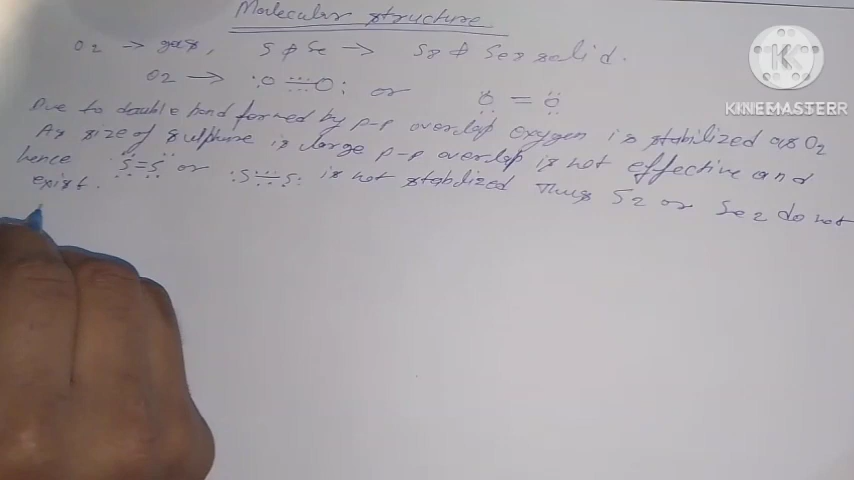 Molecular structure
O2 → gas, S & Se → S8 & Se8 solid.
O2 → :O ⋯ O: or Ö = Ö
Due to double bond formed by p-p overlap oxygen is stabilized as O2
As size of sulphure is large p-p overlap is not effective and
hence S=S or :S ⋯ S: is not stabilized Thus S2 or Se2 do not
exist.
K
KINEMASTERR